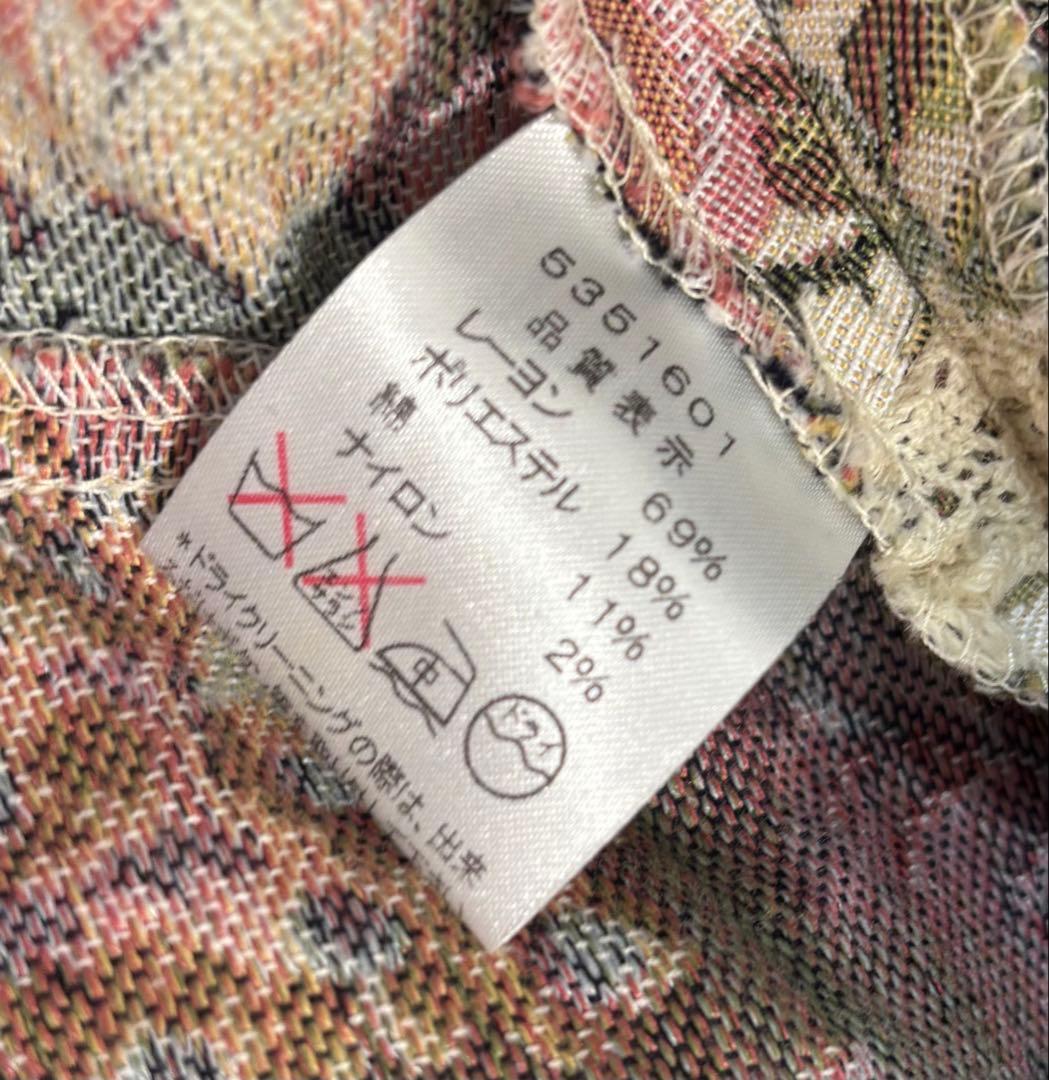 5351601
品質表示
レーヨン 69%
ポリエステル 18%
綿 11%
ナイロン 2%
中
ドライ
*ドライクリーニングの際は、出来